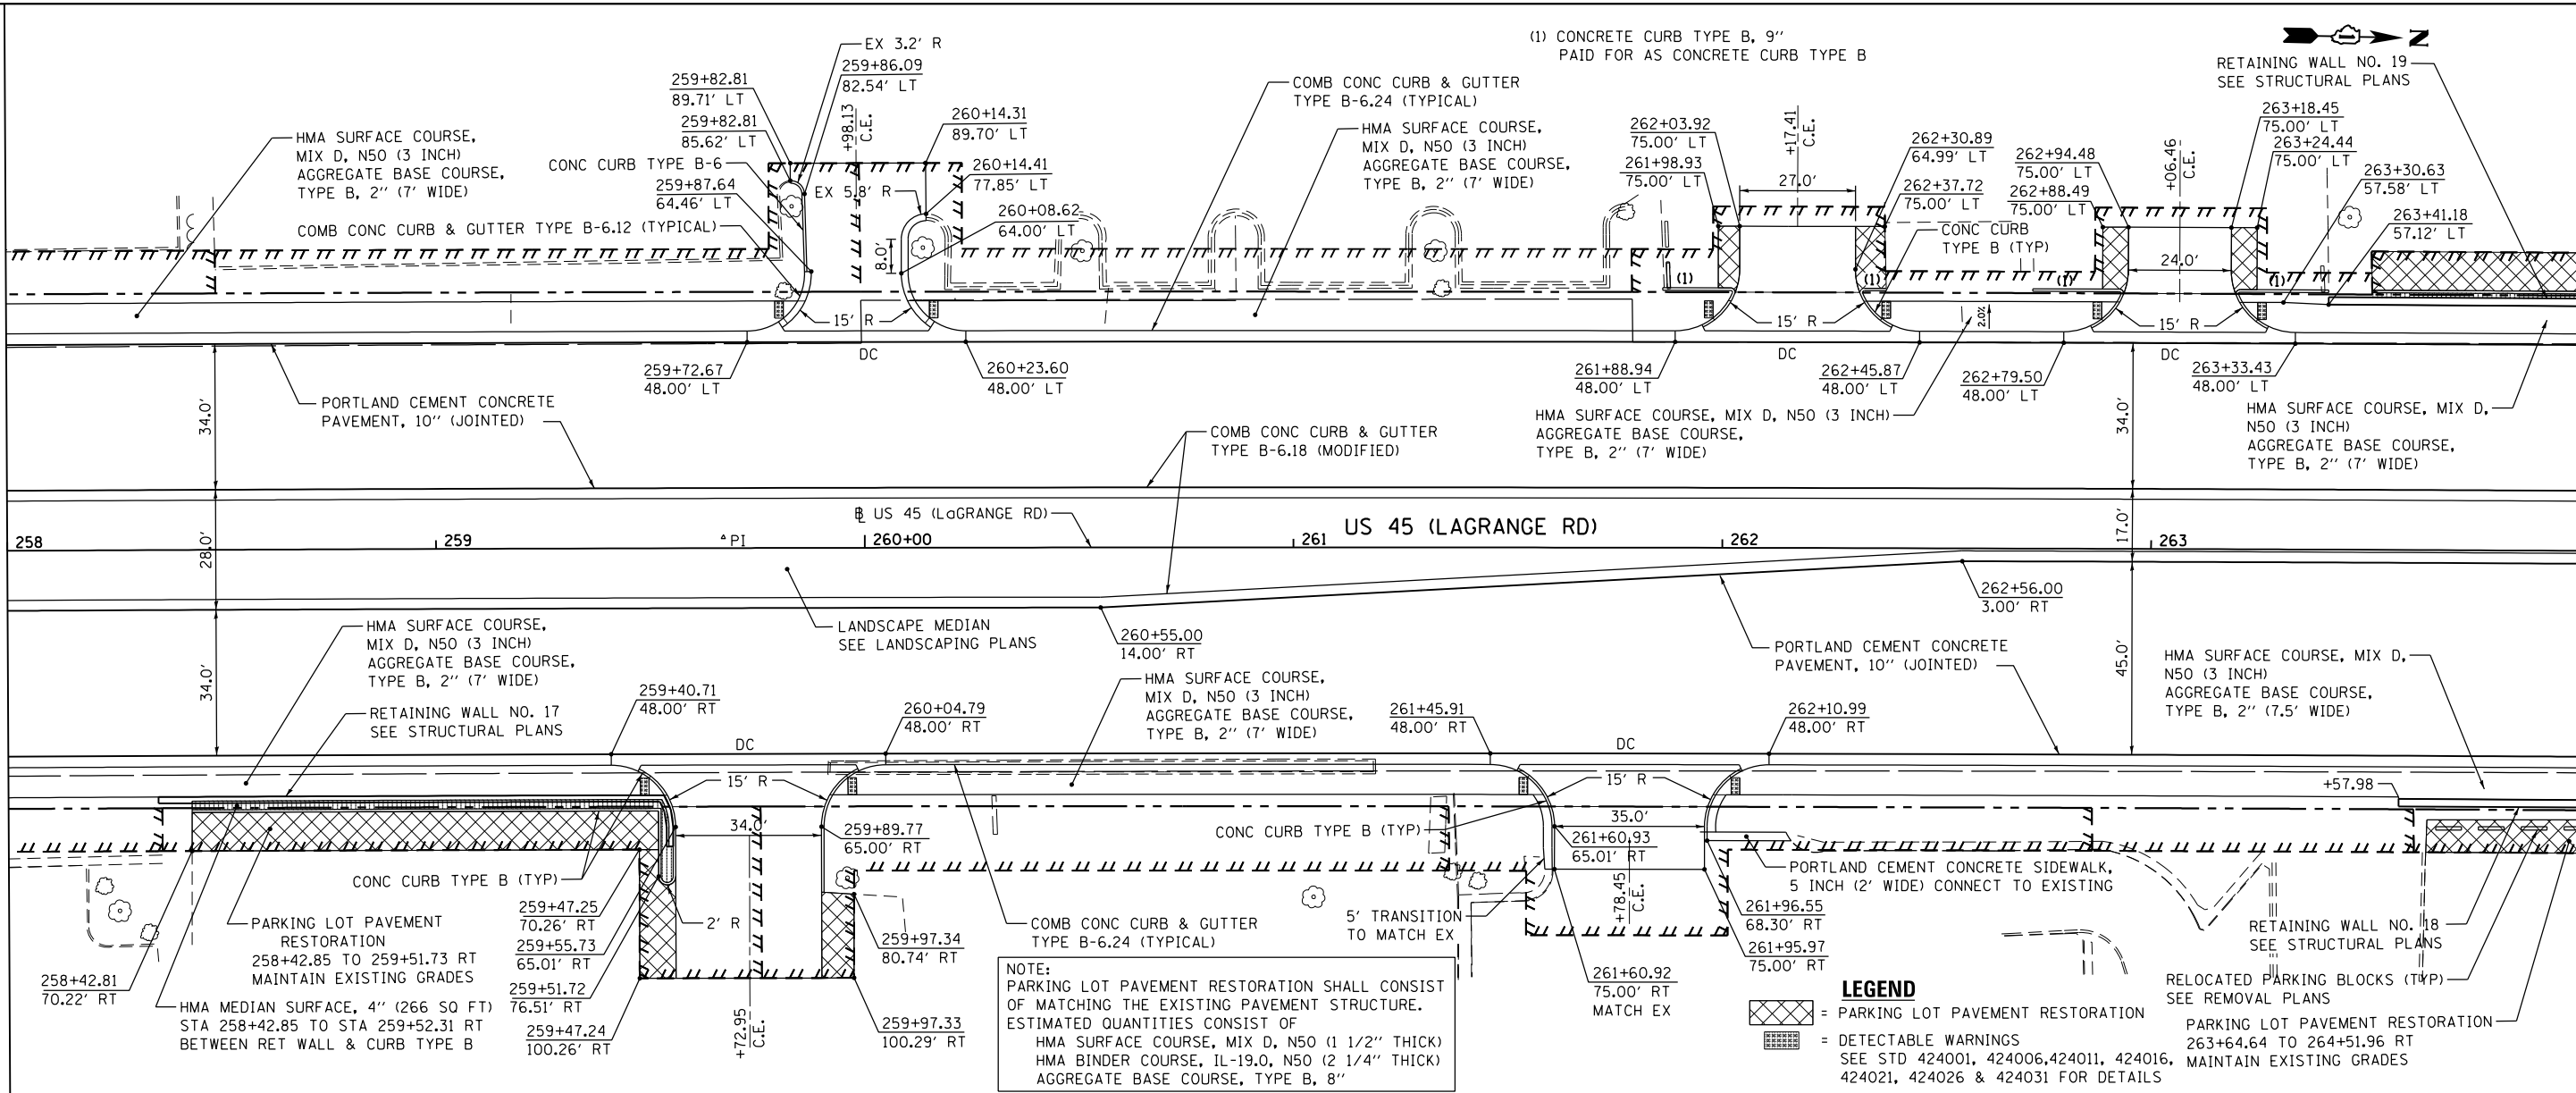 (1) CONCRETE CURB TYPE B, 9"
PAID FOR AS CONCRETE CURB TYPE B
N
RETAINING WALL NO. 19
SEE STRUCTURAL PLANS
EX 3.2' R
259+86.09
82.54' LT
259+82.81
89.71' LT
259+82.81
85.62' LT
CONC CURB TYPE B-6
259+87.64
64.46' LT
+98.13
C.E.
EX 5.8' R
260+14.31
89.70' LT
260+14.41
77.85' LT
260+08.62
64.00' LT
8.0'
HMA SURFACE COURSE,
MIX D, N50 (3 INCH)
AGGREGATE BASE COURSE,
TYPE B, 2" (7' WIDE)
COMB CONC CURB & GUTTER TYPE B-6.12 (TYPICAL)
COMB CONC CURB & GUTTER
TYPE B-6.24 (TYPICAL)
HMA SURFACE COURSE,
MIX D, N50 (3 INCH)
AGGREGATE BASE COURSE,
TYPE B, 2" (7' WIDE)
262+03.92
75.00' LT
261+98.93
75.00' LT
+17.41
C.E.
27.0'
262+30.89
64.99' LT
262+37.72
75.00' LT
CONC CURB
TYPE B (TYP)
262+94.48
75.00' LT
262+88.49
75.00' LT
+06.46
C.E.
24.0'
263+18.45
75.00' LT
263+24.44
75.00' LT
263+30.63
57.58' LT
263+41.18
57.12' LT
(1)
(1)
(1)
(1)
15' R
15' R
15' R
2.0%
DC
DC
DC
259+72.67
48.00' LT
260+23.60
48.00' LT
261+88.94
48.00' LT
262+45.87
48.00' LT
262+79.50
48.00' LT
263+33.43
48.00' LT
34.0'
PORTLAND CEMENT CONCRETE
PAVEMENT, 10" (JOINTED)
COMB CONC CURB & GUTTER
TYPE B-6.18 (MODIFIED)
HMA SURFACE COURSE, MIX D, N50 (3 INCH)
AGGREGATE BASE COURSE,
TYPE B, 2" (7' WIDE)
34.0'
HMA SURFACE COURSE, MIX D,
N50 (3 INCH)
AGGREGATE BASE COURSE,
TYPE B, 2" (7' WIDE)
℄ US 45 (LaGRANGE RD)
US 45 (LAGRANGE RD)
258
259
PI
260+00
261
262
263
28.0'
17.0'
LANDSCAPE MEDIAN
SEE LANDSCAPING PLANS
260+55.00
14.00' RT
262+56.00
3.00' RT
34.0'
HMA SURFACE COURSE,
MIX D, N50 (3 INCH)
AGGREGATE BASE COURSE,
TYPE B, 2" (7' WIDE)
RETAINING WALL NO. 17
SEE STRUCTURAL PLANS
259+40.71
48.00' RT
260+04.79
48.00' RT
HMA SURFACE COURSE,
MIX D, N50 (3 INCH)
AGGREGATE BASE COURSE,
TYPE B, 2" (7' WIDE)
261+45.91
48.00' RT
262+10.99
48.00' RT
PORTLAND CEMENT CONCRETE
PAVEMENT, 10" (JOINTED)
45.0'
HMA SURFACE COURSE, MIX D,
N50 (3 INCH)
AGGREGATE BASE COURSE,
TYPE B, 2" (7.5' WIDE)
DC
DC
15' R
15' R
+57.98
34.0'
259+89.77
65.00' RT
CONC CURB TYPE B (TYP)
35.0'
261+60.93
65.01' RT
CONC CURB TYPE B (TYP)
2' R
PORTLAND CEMENT CONCRETE SIDEWALK,
5 INCH (2' WIDE) CONNECT TO EXISTING
258+42.81
70.22' RT
PARKING LOT PAVEMENT
RESTORATION
258+42.85 TO 259+51.73 RT
MAINTAIN EXISTING GRADES
HMA MEDIAN SURFACE, 4" (266 SQ FT)
STA 258+42.85 TO STA 259+52.31 RT
BETWEEN RET WALL & CURB TYPE B
259+47.25
70.26' RT
259+55.73
65.01' RT
259+51.72
76.51' RT
259+47.24
100.26' RT
+72.95
C.E.
259+97.34
80.74' RT
259+97.33
100.29' RT
COMB CONC CURB & GUTTER
TYPE B-6.24 (TYPICAL)
5' TRANSITION
TO MATCH EX
+78.45
C.E.
261+60.92
75.00' RT
MATCH EX
261+96.55
68.30' RT
261+95.97
75.00' RT
NOTE:
PARKING LOT PAVEMENT RESTORATION SHALL CONSIST
OF MATCHING THE EXISTING PAVEMENT STRUCTURE.
ESTIMATED QUANTITIES CONSIST OF
HMA SURFACE COURSE, MIX D, N50 (1 1/2" THICK)
HMA BINDER COURSE, IL-19.0, N50 (2 1/4" THICK)
AGGREGATE BASE COURSE, TYPE B, 8"
LEGEND
= PARKING LOT PAVEMENT RESTORATION
= DETECTABLE WARNINGS
SEE STD 424001, 424006,424011, 424016,
424021, 424026 & 424031 FOR DETAILS
RETAINING WALL NO. 18
SEE STRUCTURAL PLANS
RELOCATED PARKING BLOCKS (TYP)
SEE REMOVAL PLANS
PARKING LOT PAVEMENT RESTORATION
263+64.64 TO 264+51.96 RT
MAINTAIN EXISTING GRADES